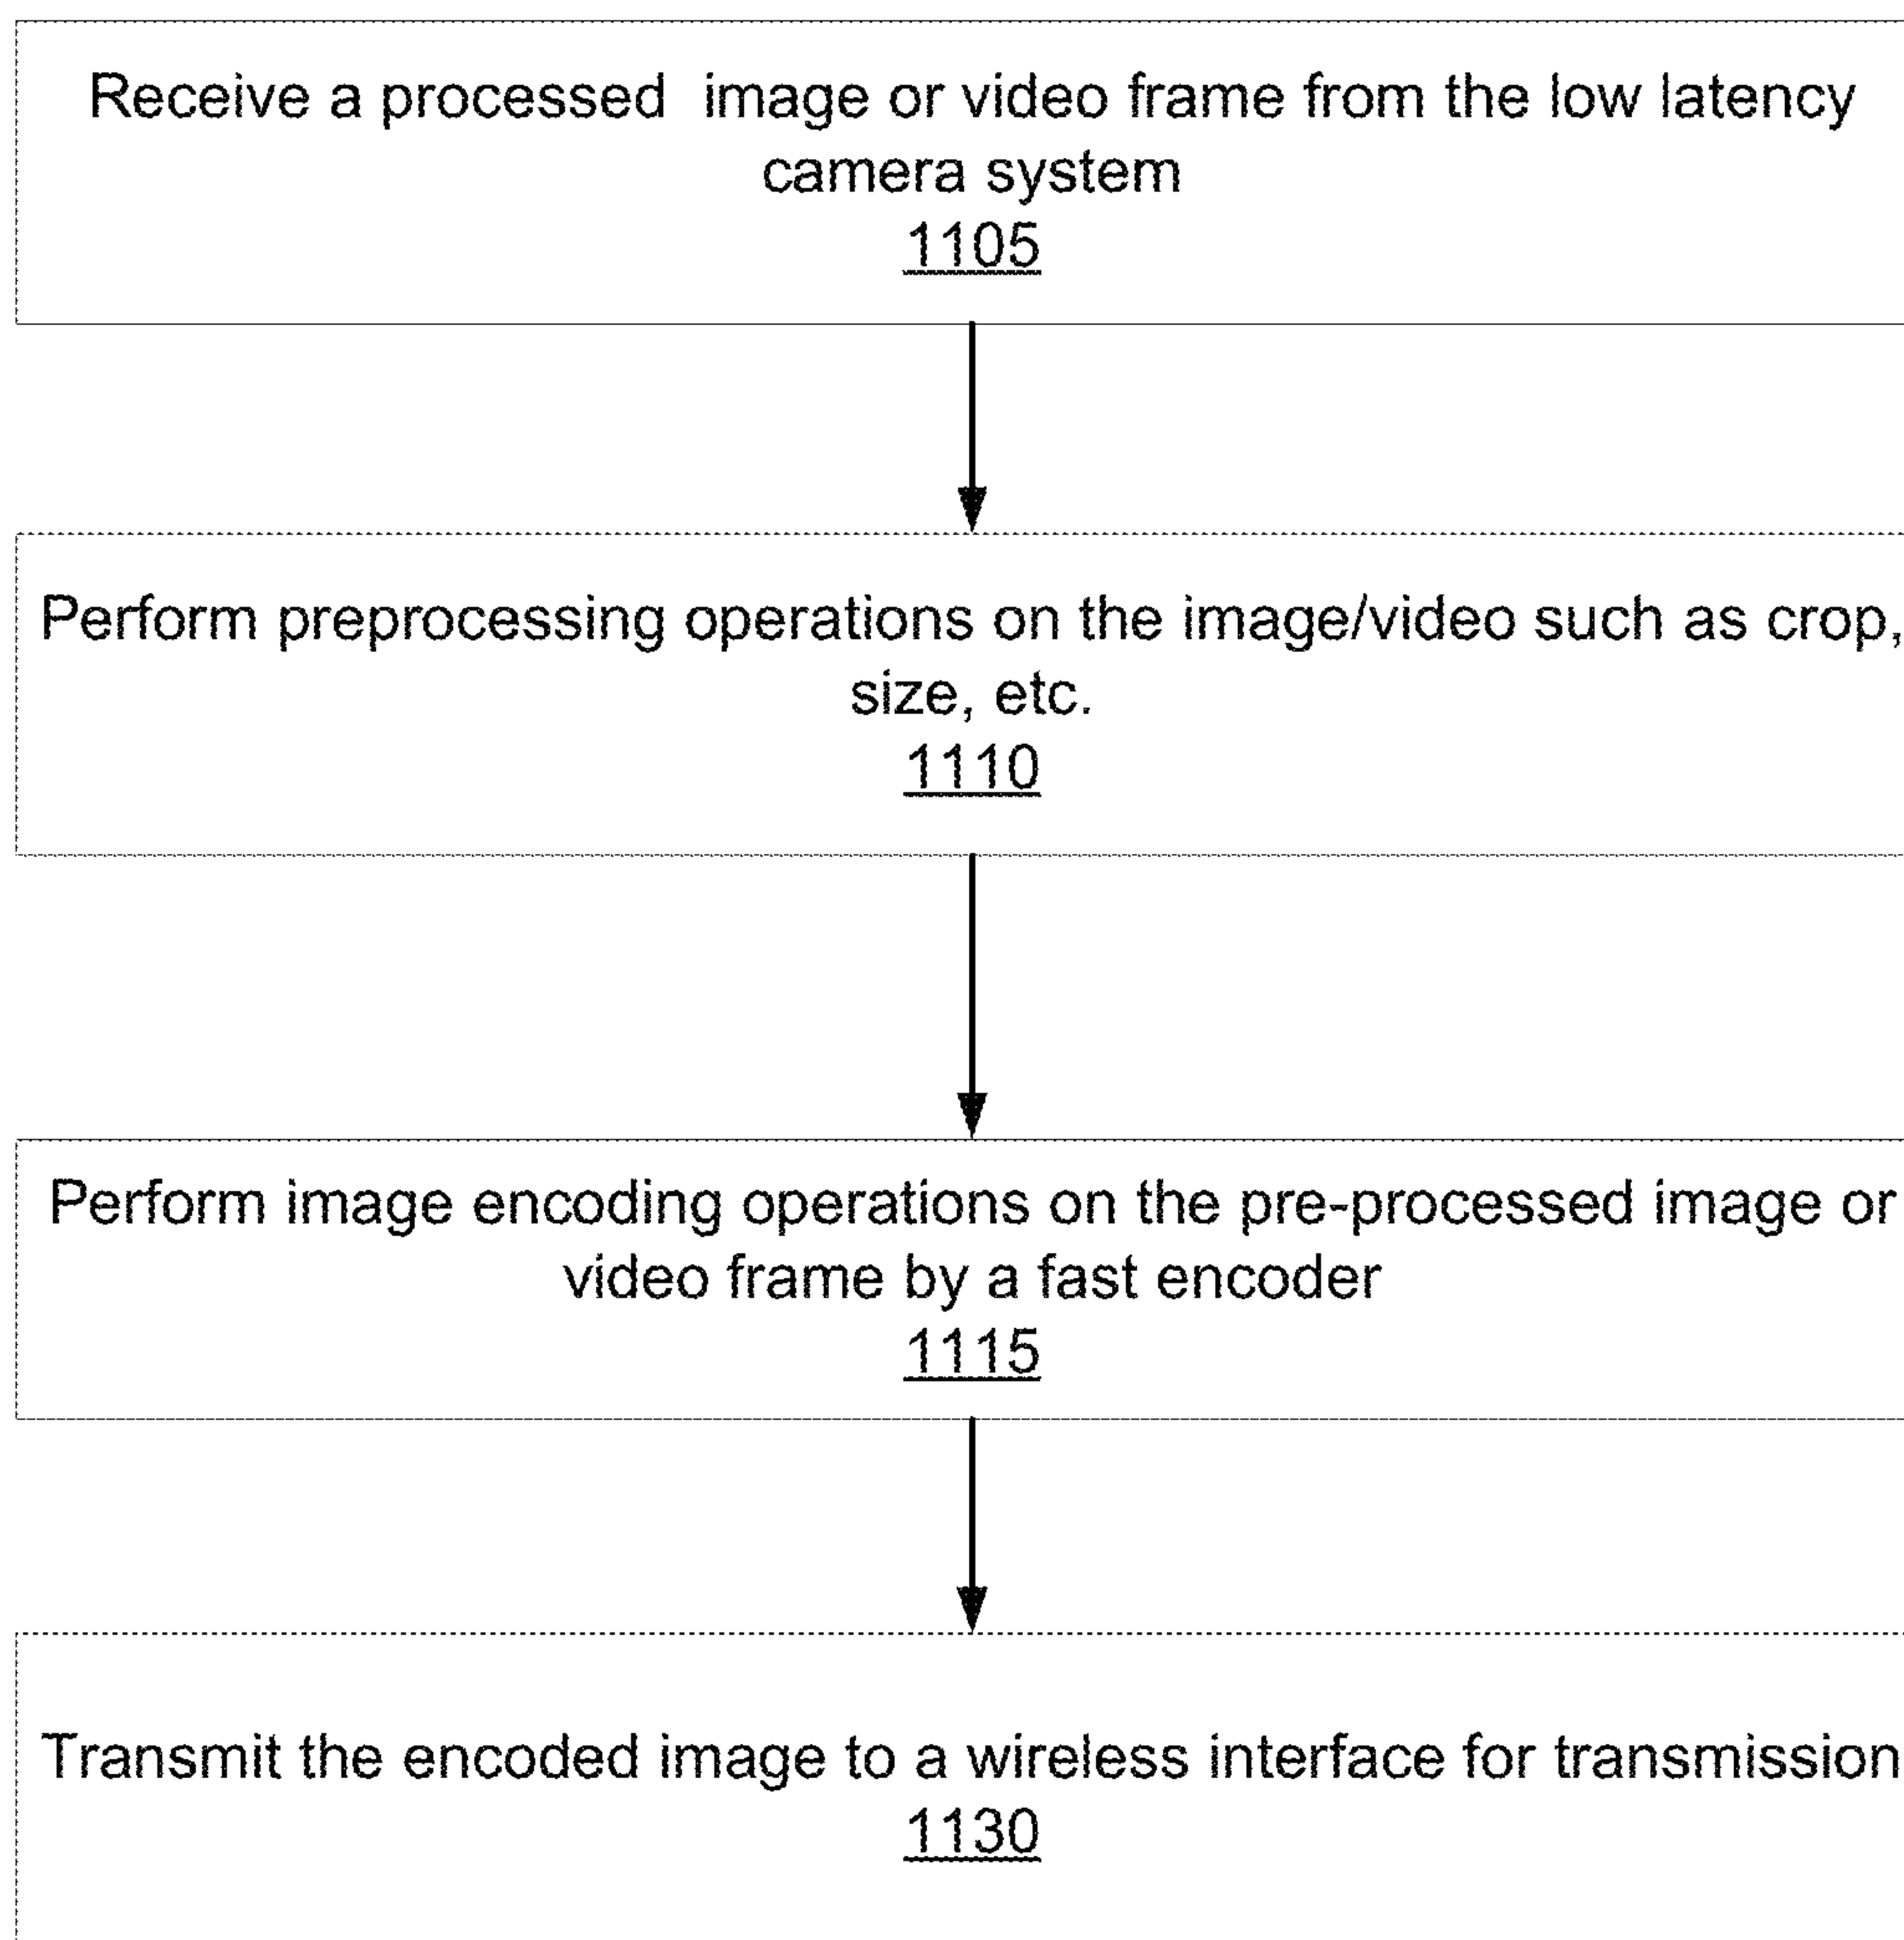 Receive a processed image or video frame from the low latency
camera system
1105
Perform preprocessing operations on the image/video such as crop,
size, etc.
1110
Perform image encoding operations on the pre-processed image or
video frame by a fast encoder
1115
Transmit the encoded image to a wireless interface for transmission
1130